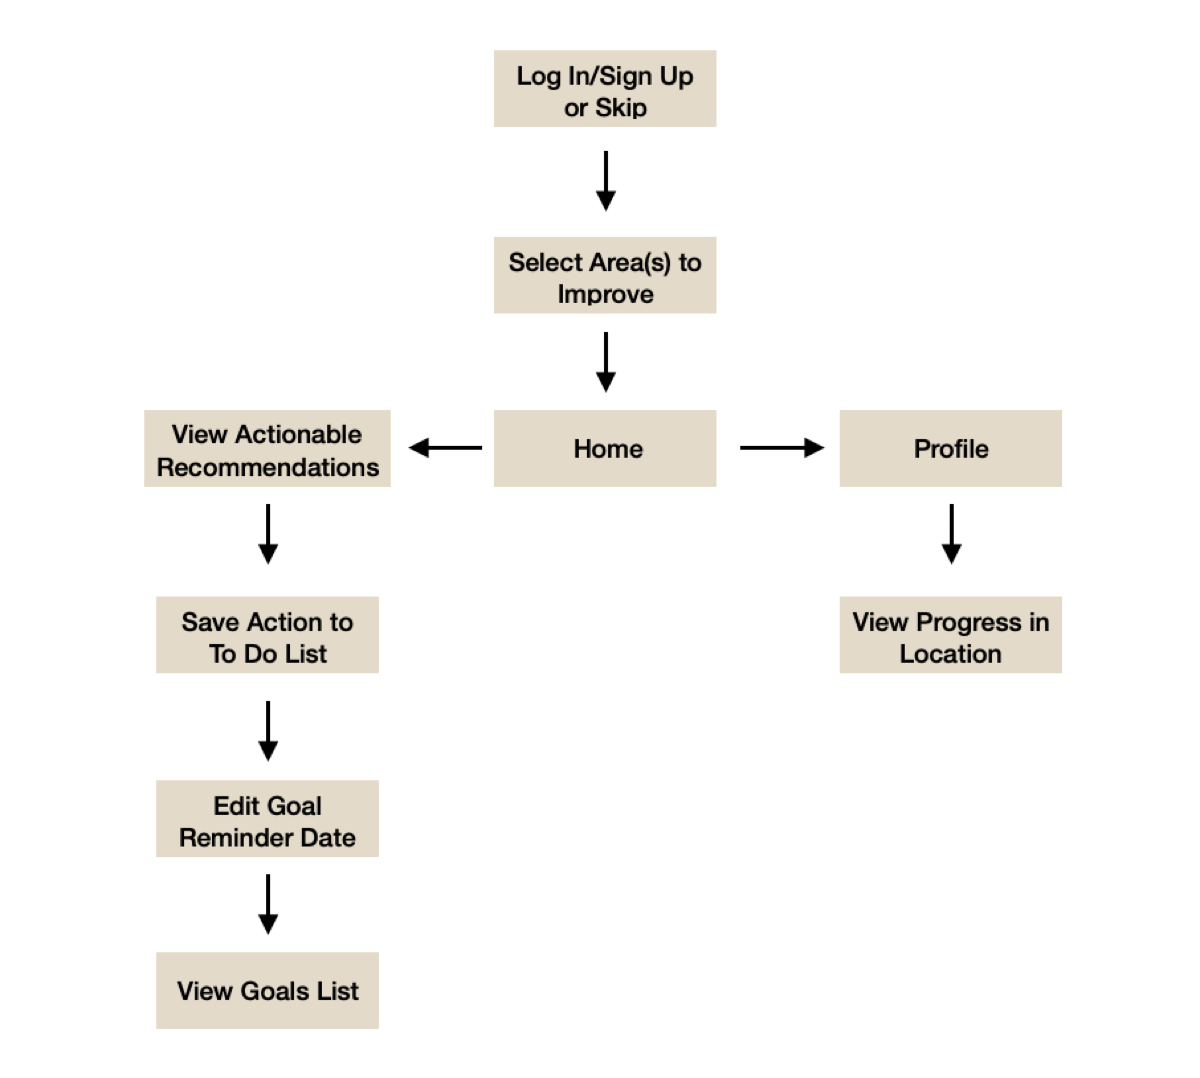 Log In/Sign Up
or Skip
Select Area(s) to
Improve
View Actionable
Recommendations
Home
Profile
Save Action to
To Do List
View Progress in
Location
Edit Goal
Reminder Date
View Goals List